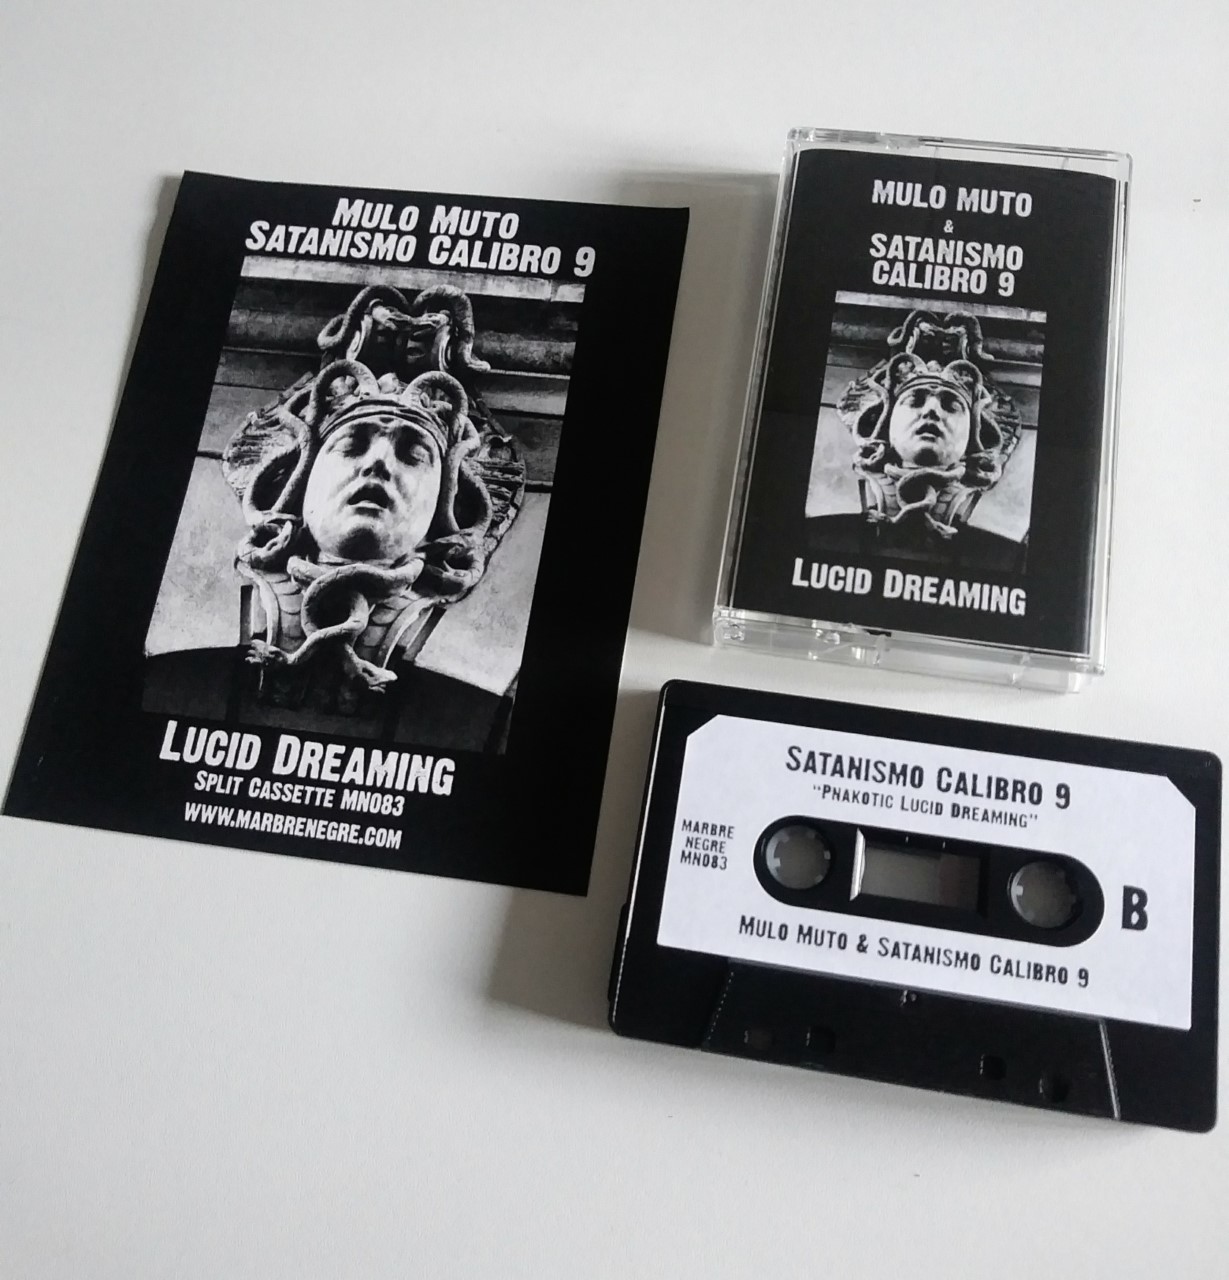 MULO MUTO
SATANISMO CALIBRO 9
LUCID DREAMING
SPLIT CASSETTE MN083
WWW.MARBRENEGRE.COM
MULO MUTO
&
SATANISMO
CALIBRO 9
LUCID DREAMING
SATANISMO CALIBRO 9
"PNAKOTIC LUCID DREAMING"
MARBRE
NEGRE
MN083
B
MULO MUTO & SATANISMO CALIBRO 9